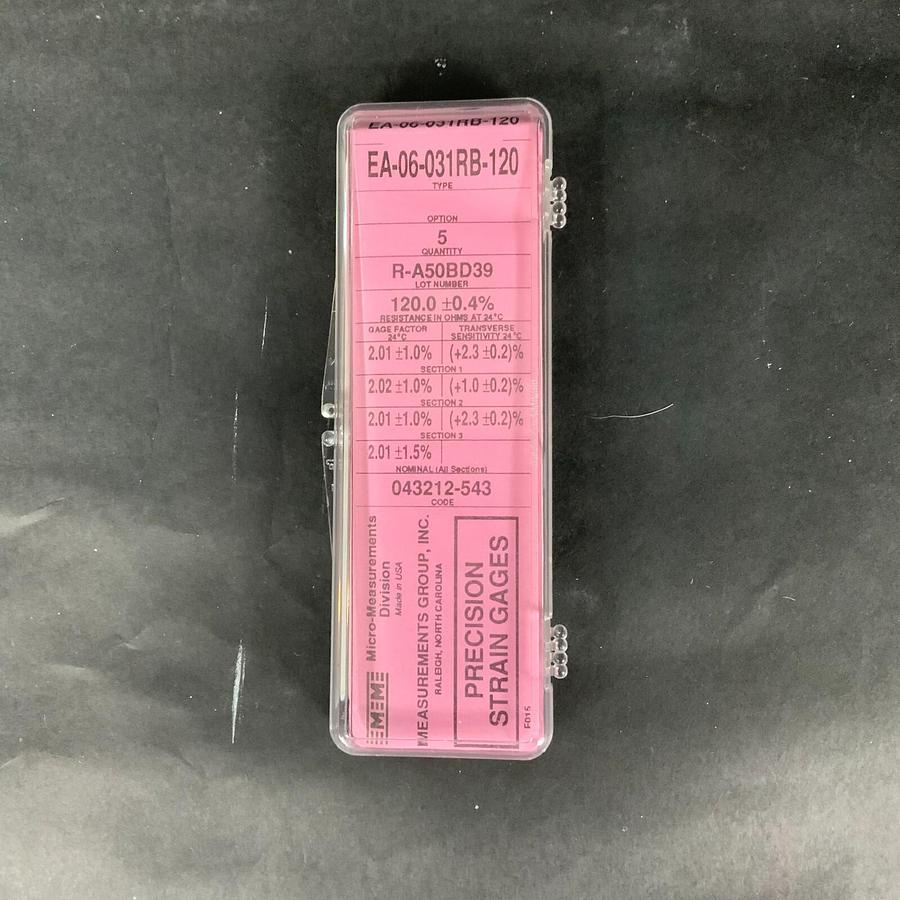 EA-06-031RB-120
EA-06-031RB-120
TYPE
OPTION
5
QUANTITY
R-A50BD39
LOT NUMBER
120.0 ±0.4%
RESISTANCE IN OHMS AT 24°C
GAGE FACTOR
24°C
TRANSVERSE
SENSITIVITY 24°C
2.01 ±1.0% (+2.3 ±0.2)%
SECTION 1
2.02 ±1.0% (+1.0 ±0.2)%
SECTION 2
2.01 ±1.0% (+2.3 ±0.2)%
SECTION 3
2.01 ±1.5%
NOMINAL (All Sections)
043212-543
CODE
MM
Micro-Measurements
Division
Made in USA
MEASUREMENTS GROUP, INC.
RALEIGH, NORTH CAROLINA
PRECISION
STRAIN GAGES
F015